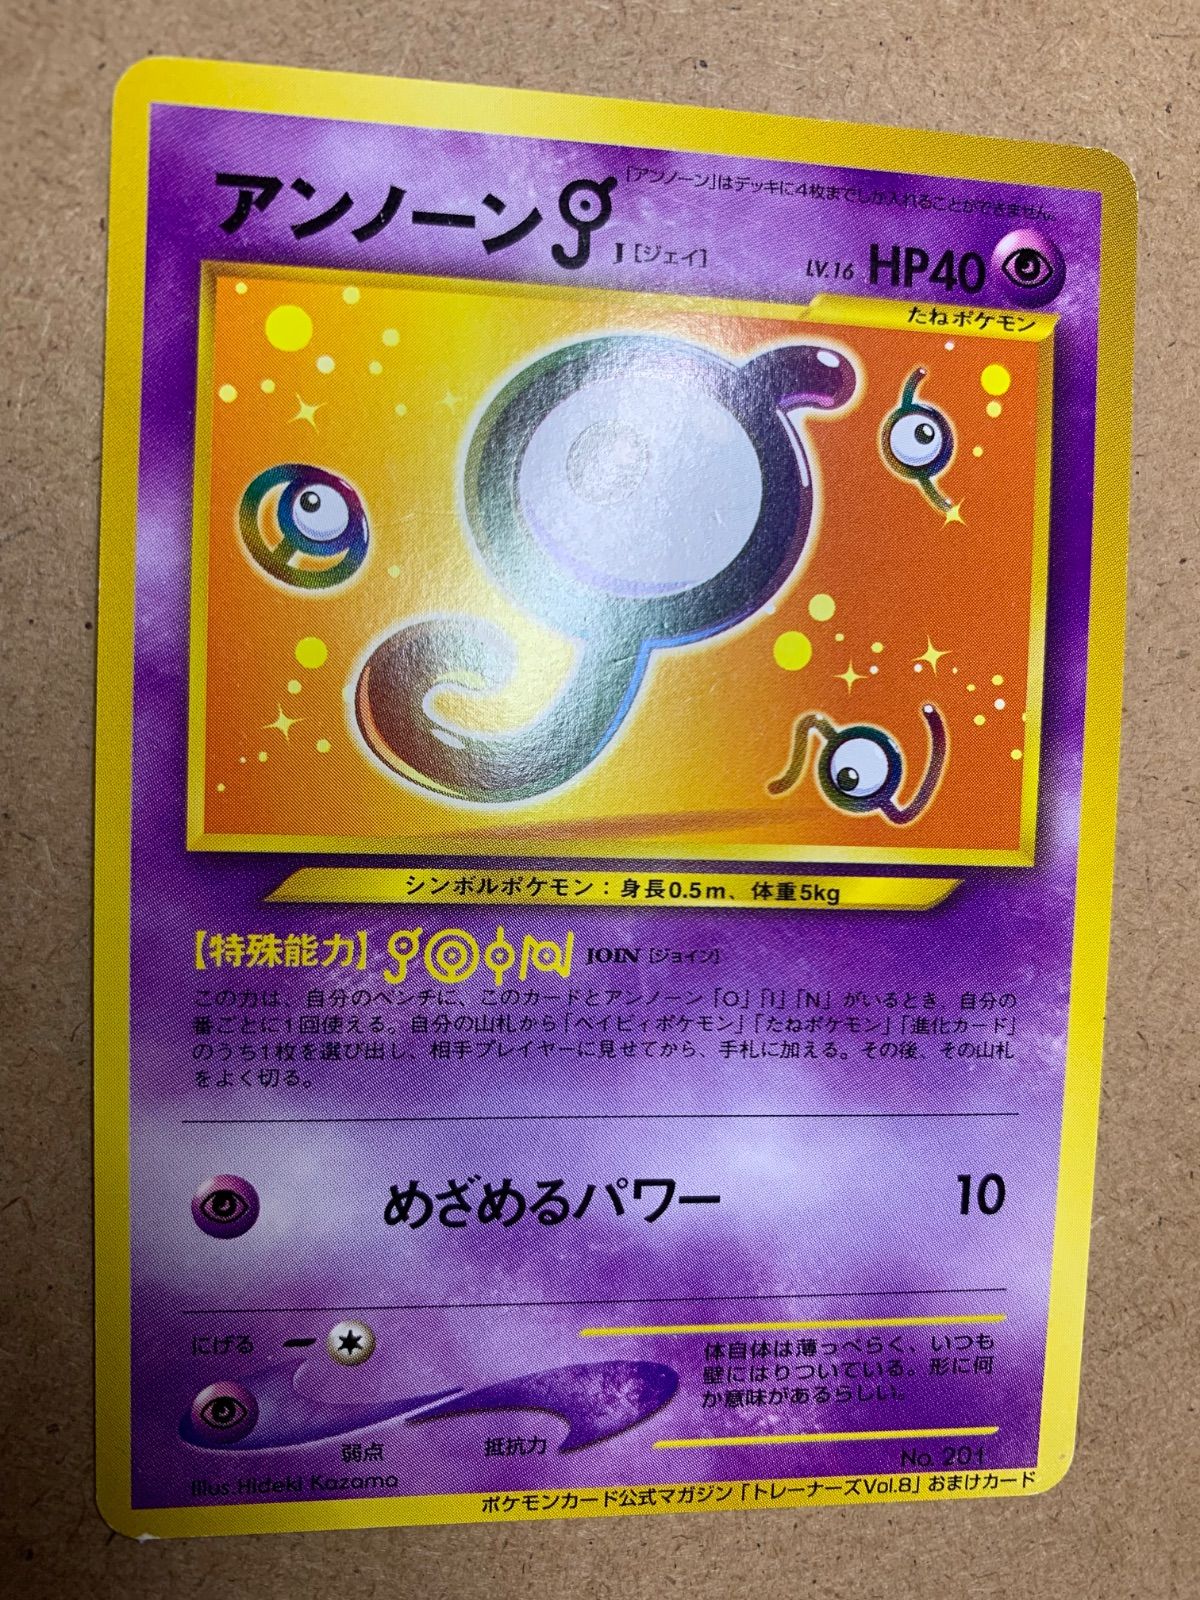 「アンノーン」はデッキに4枚までしか入れることができません。
アンノーン J [ジェイ] LV.16 HP40
たねポケモン
シンボルポケモン：身長0.5m、体重5kg
【特殊能力】JOIN [ジョイン]
この力は、自分のベンチに、このカードとアンノーン「O」「I」「N」がいるとき、自分の
番ごとに1回使える。自分の山札から「ベイビィポケモン」「たねポケモン」「進化カード」
のうち1枚を選び出し、相手プレイヤーに見せてから、手札に加える。その後、その山札
をよく切る。
めざめるパワー 10
にげる
体自体は薄っぺらく、いつも
壁にはりついている。形に何
か意味があるらしい。
弱点 抵抗力
No. 201
Illus. Hideki Kazama
ポケモンカード公式マガジン「トレーナーズVol.8」おまけカード